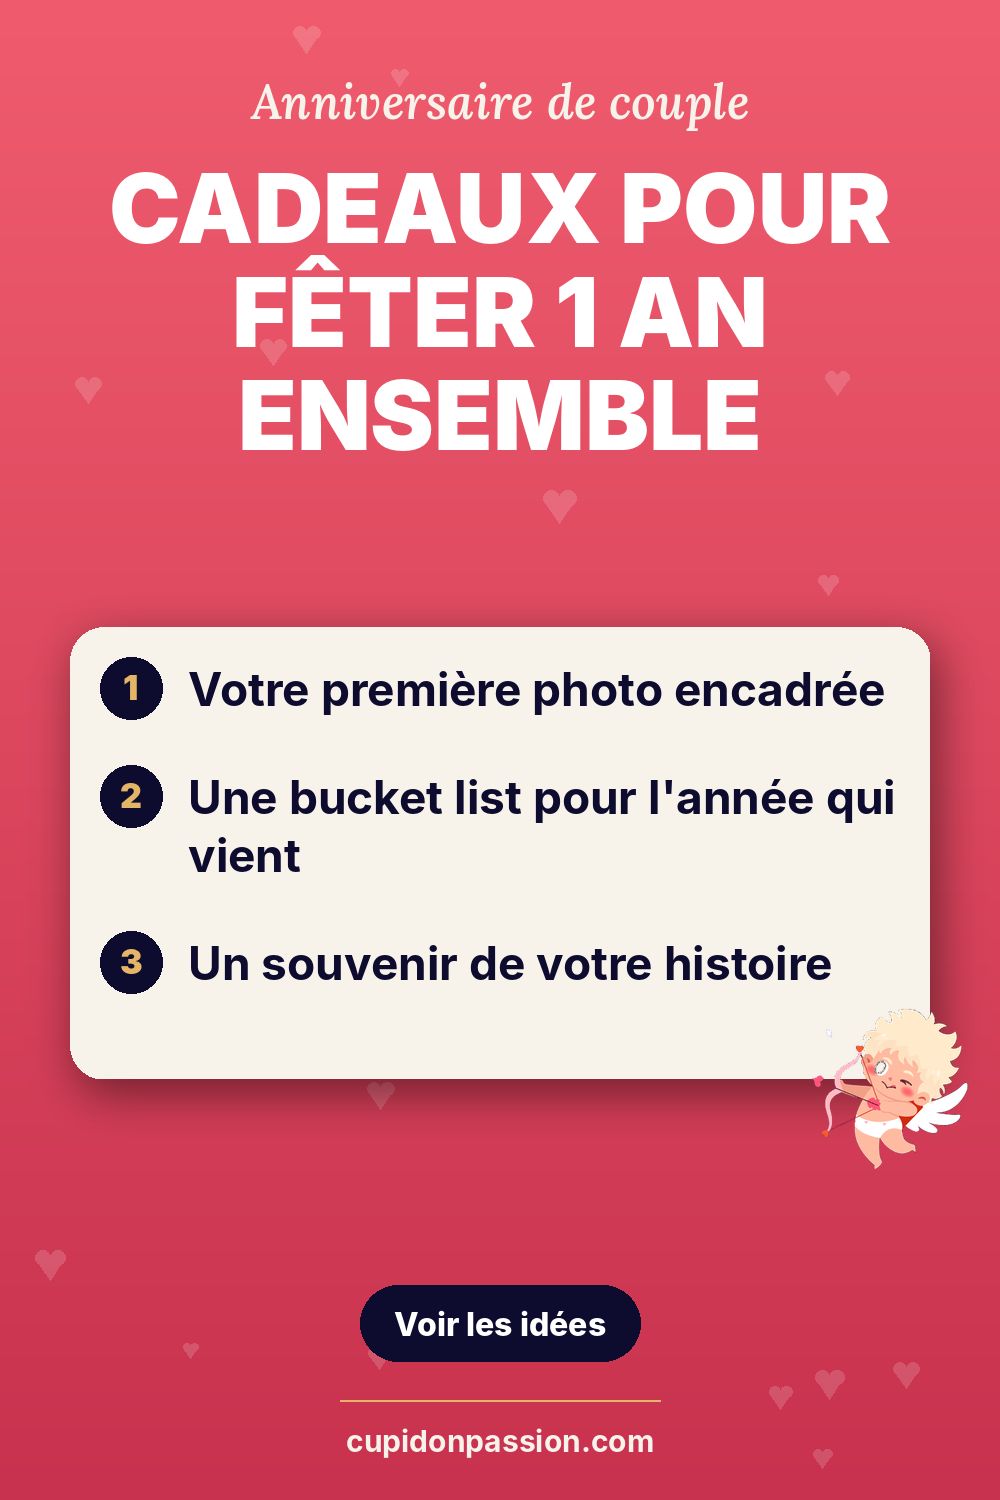 Anniversaire de couple
CADEAUX POUR
FÊTER 1 AN
ENSEMBLE
1 Votre première photo encadrée
2 Une bucket list pour l'année qui
vient
3 Un souvenir de votre histoire
Voir les idées
cupidonpassion.com